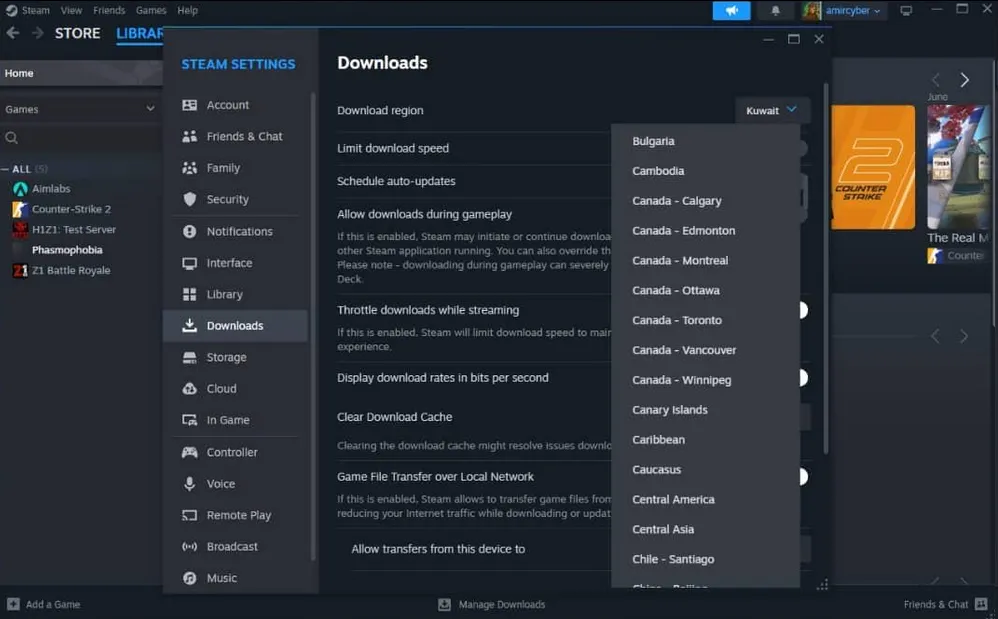 Steam View Friends Games Help
amircyber
STORE LIBRAR
Home
Games
— ALL (5)
Aimlabs
Counter-Strike 2
H1Z1: Test Server
Phasmophobia
Z1 Battle Royale
STEAM SETTINGS
Account
Friends & Chat
Family
Security
Notifications
Interface
Library
Downloads
Storage
Cloud
In Game
Controller
Voice
Remote Play
Broadcast
Music
Downloads
Download region
Kuwait
Limit download speed
Schedule auto-updates
Allow downloads during gameplay
If this is enabled, Steam may initiate or continue downloa
other Steam application running. You can also override th
Please note - downloading during gameplay can severely
Deck.
Throttle downloads while streaming
If this is enabled, Steam will limit download speed to mai
experience.
Display download rates in bits per second
Clear Download Cache
Clearing the download cache might resolve issues downlo
Game File Transfer over Local Network
If this is enabled, Steam allows to transfer game files from
reducing your Internet traffic while downloading or updat
Allow transfers from this device to
Bulgaria
Cambodia
Canada - Calgary
Canada - Edmonton
Canada - Montreal
Canada - Ottawa
Canada - Toronto
Canada - Vancouver
Canada - Winnipeg
Canary Islands
Caribbean
Caucasus
Central America
Central Asia
Chile - Santiago
China - Beijing
June
2
COUNTER
STRIKE
The Real M
Counter
Add a Game
Manage Downloads
Friends & Chat